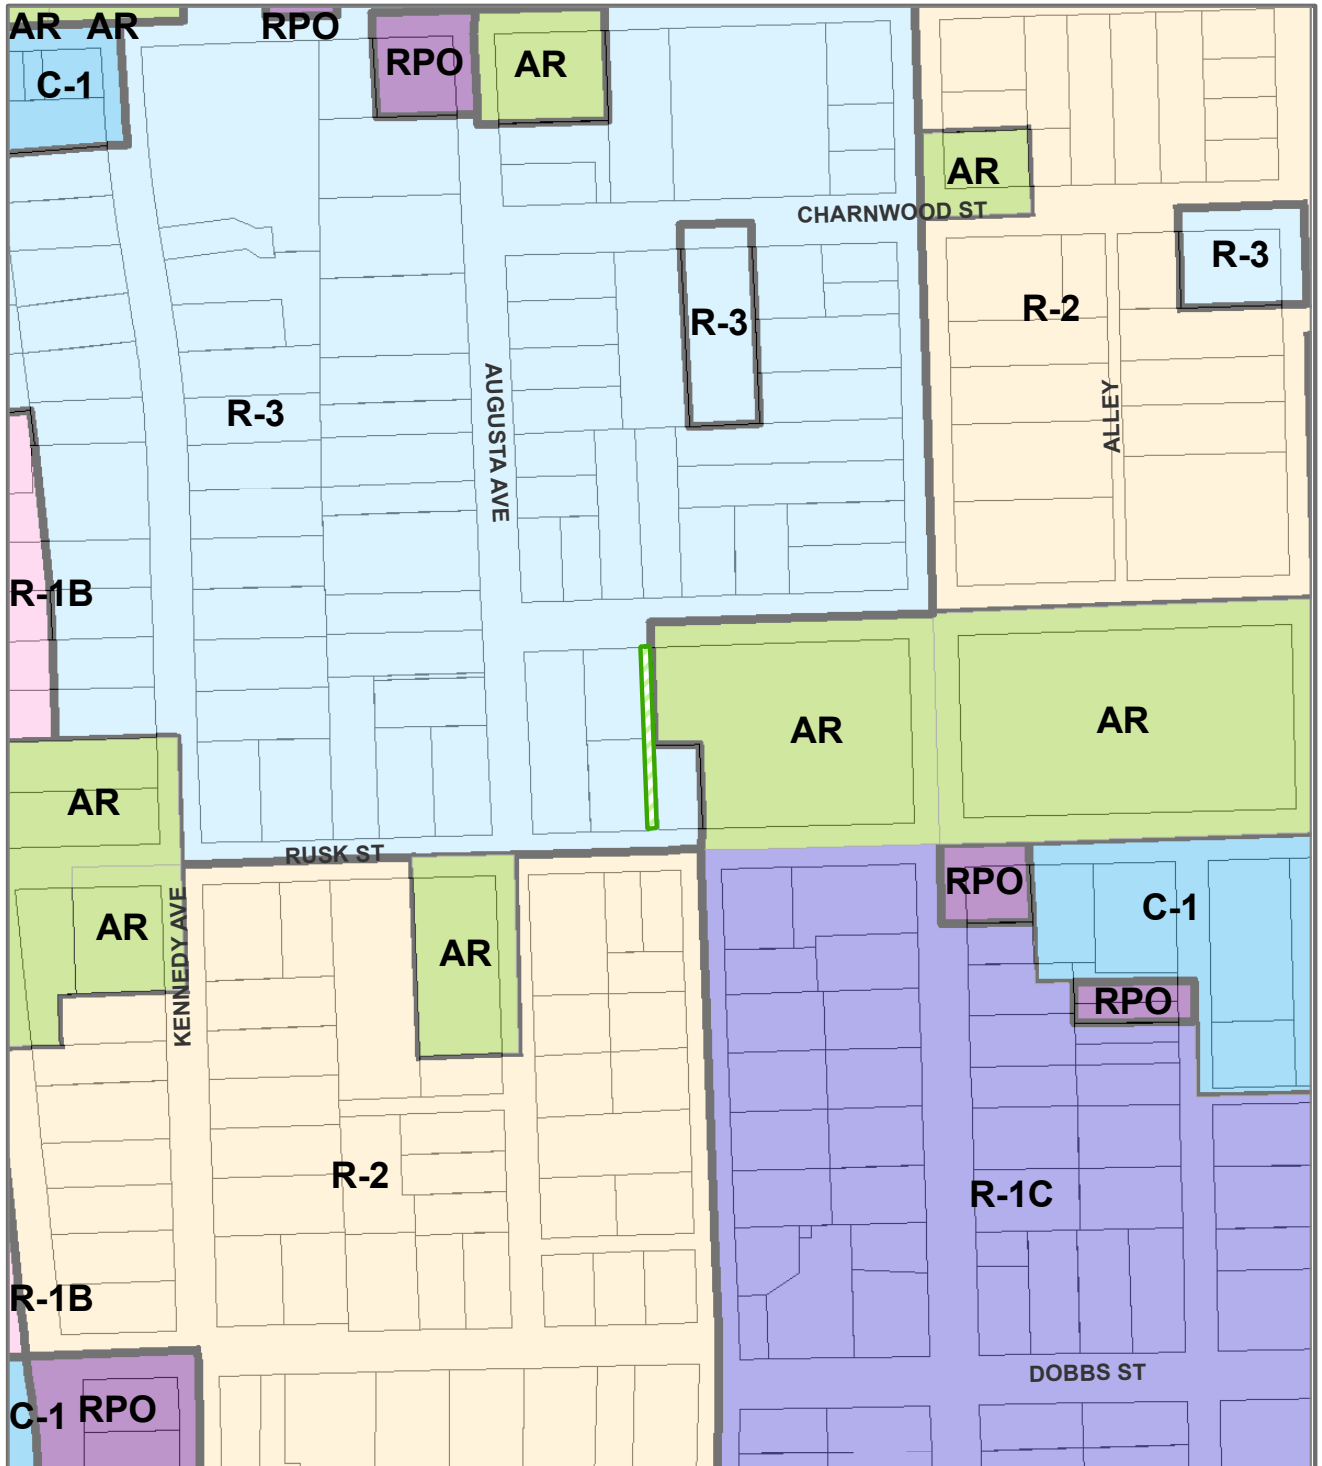 AR AR
RPO
RPO
AR
C-1
AR
CHARNWOOD ST
R-3
R-2
R-3
R-3
AUGUSTA AVE
ALLEY
R-1B
AR
AR
AR
RUSK ST
RPO
C-1
AR
KENNEDY AVE
AR
RPO
R-2
R-1C
R-1B
DOBBS ST
C-1
RPO